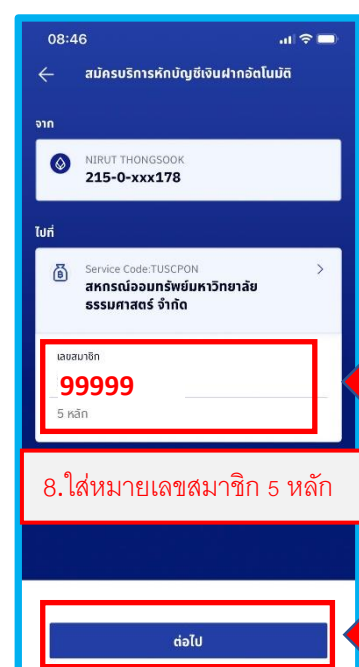 08:46
สมัครบริการหักบัญชีเงินฝากอัตโนมัติ
จาก
NIRUT THONGSOOK
215-0-xxx178
ไปที่
Service Code:TUSCPON
สหกรณ์ออมทรัพย์มหาวิทยาลัย
ธรรมศาสตร์ จำกัด
เลขสมาชิก
99999
5 หลัก
8.ใส่หมายเลขสมาชิก 5 หลัก
ต่อไป